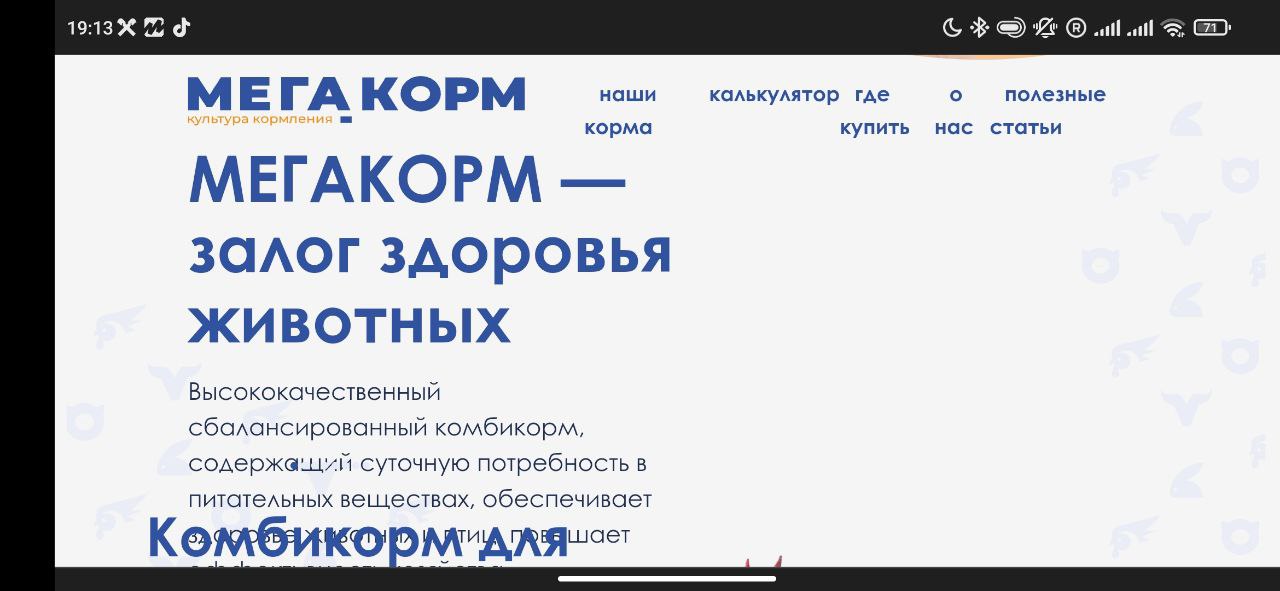 19:13
71
МЕГАКОРМ
культура кормления
наши корма
калькулятор
где купить
о нас
полезные статьи
МЕГАКОРМ —
залог здоровья
животных
Высококачественный
сбалансированный комбикорм,
содержащий суточную потребность в
питательных веществах, обеспечивает
здоровье животных и птиц, повышает
Комбикорм для